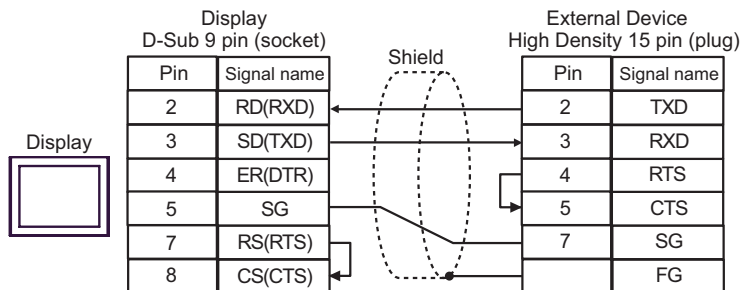 Display
D-Sub 9 pin (socket)
External Device
High Density 15 pin (plug)
Shield
Pin Signal name Pin Signal name
2 RD(RXD) 2 TXD
Display
3 SD(TXD) 3 RXD
4 ER(DTR) 4 RTS
5 SG 5 CTS
7 RS(RTS) 7 SG
8 CS(CTS) FG